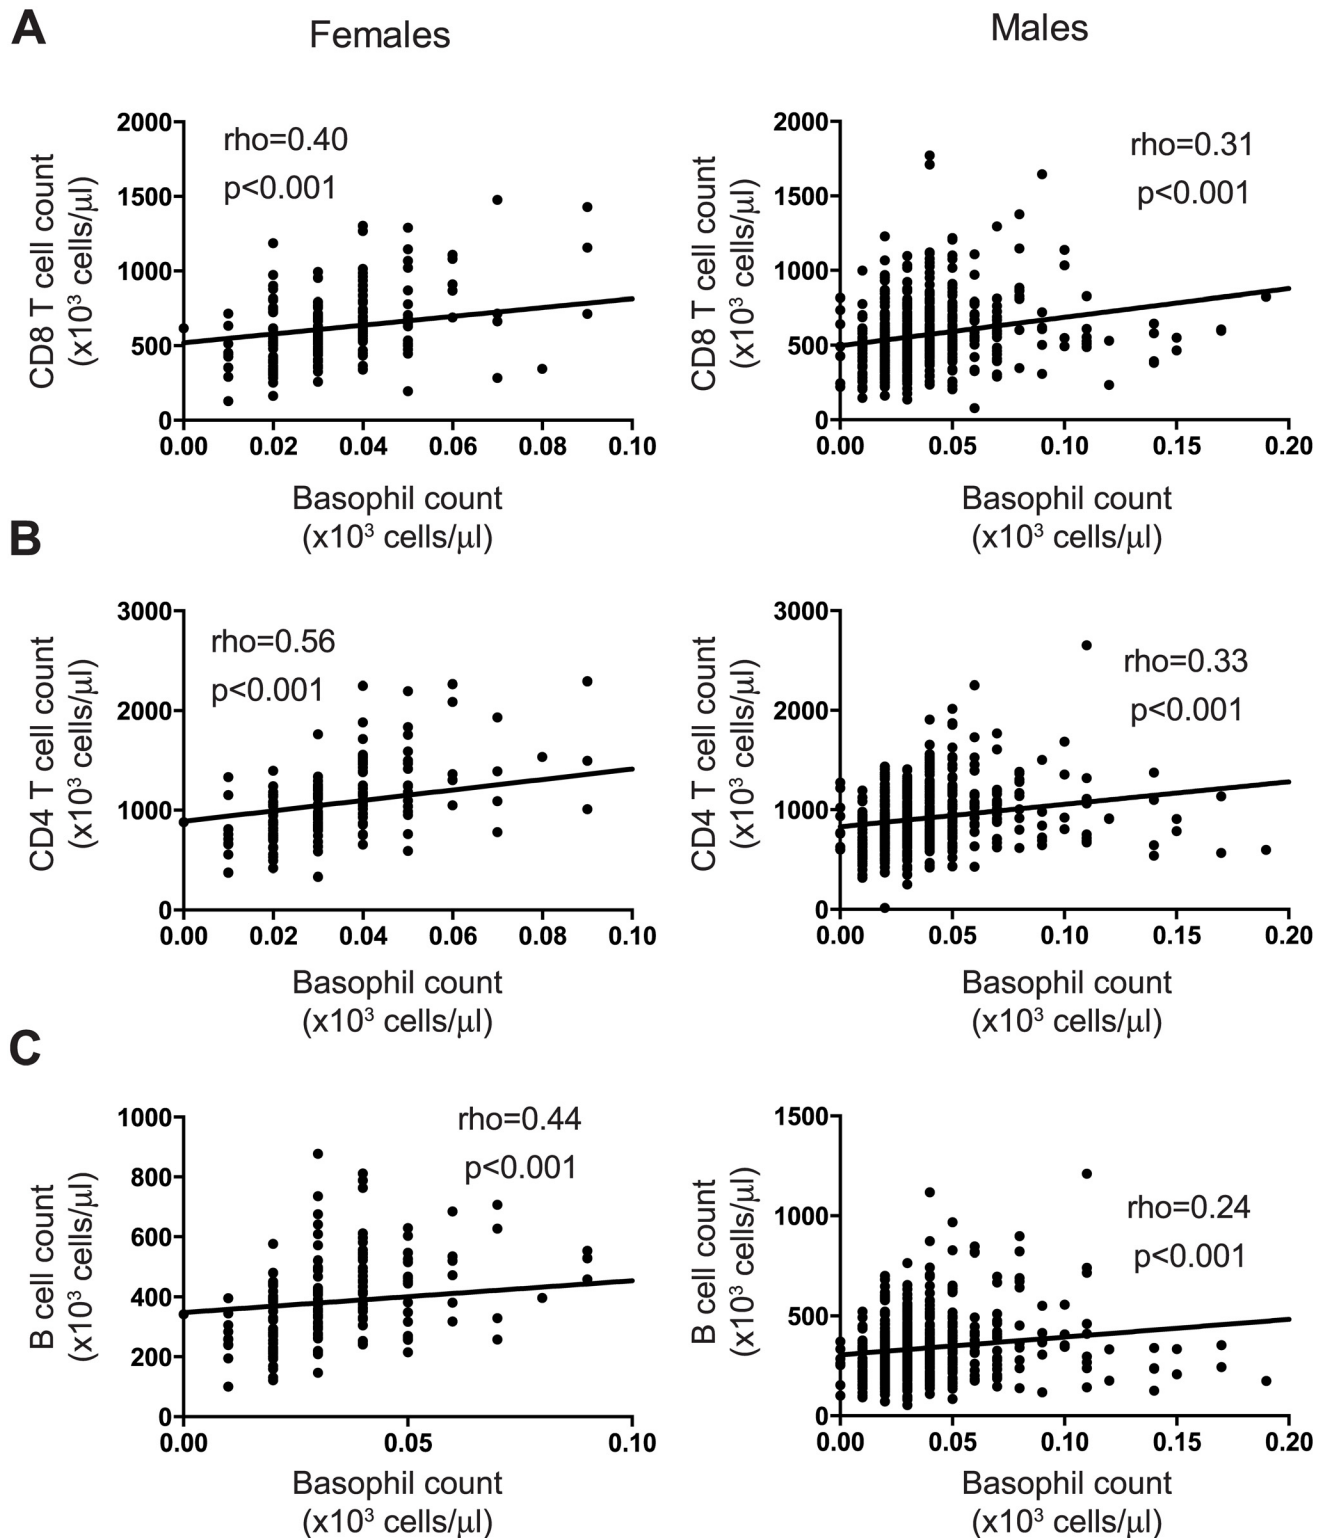 A
Females
Males
2000
1500
1000
500
0
CD8 T cell count
(x10³ cells/µl)
rho=0.40
p<0.001
0.00 0.02 0.04 0.06 0.08 0.10
Basophil count
(x10³ cells/µl)
2000
1500
1000
500
0
CD8 T cell count
(x10³ cells/µl)
rho=0.31
p<0.001
0.00 0.05 0.10 0.15 0.20
Basophil count
(x10³ cells/µl)
B
3000
2000
1000
0
CD4 T cell count
(x10³ cells/µl)
rho=0.56
p<0.001
0.00 0.02 0.04 0.06 0.08 0.10
Basophil count
(x10³ cells/µl)
3000
2000
1000
0
CD4 T cell count
(x10³ cells/µl)
rho=0.33
p<0.001
0.00 0.05 0.10 0.15 0.20
Basophil count
(x10³ cells/µl)
C
1000
800
600
400
200
0
B cell count
(x10³ cells/µl)
rho=0.44
p<0.001
0.00 0.05 0.10
Basophil count
(x10³ cells/µl)
1500
1000
500
0
B cell count
(x10³ cells/µl)
rho=0.24
p<0.001
0.00 0.05 0.10 0.15 0.20
Basophil count
(x10³ cells/µl)